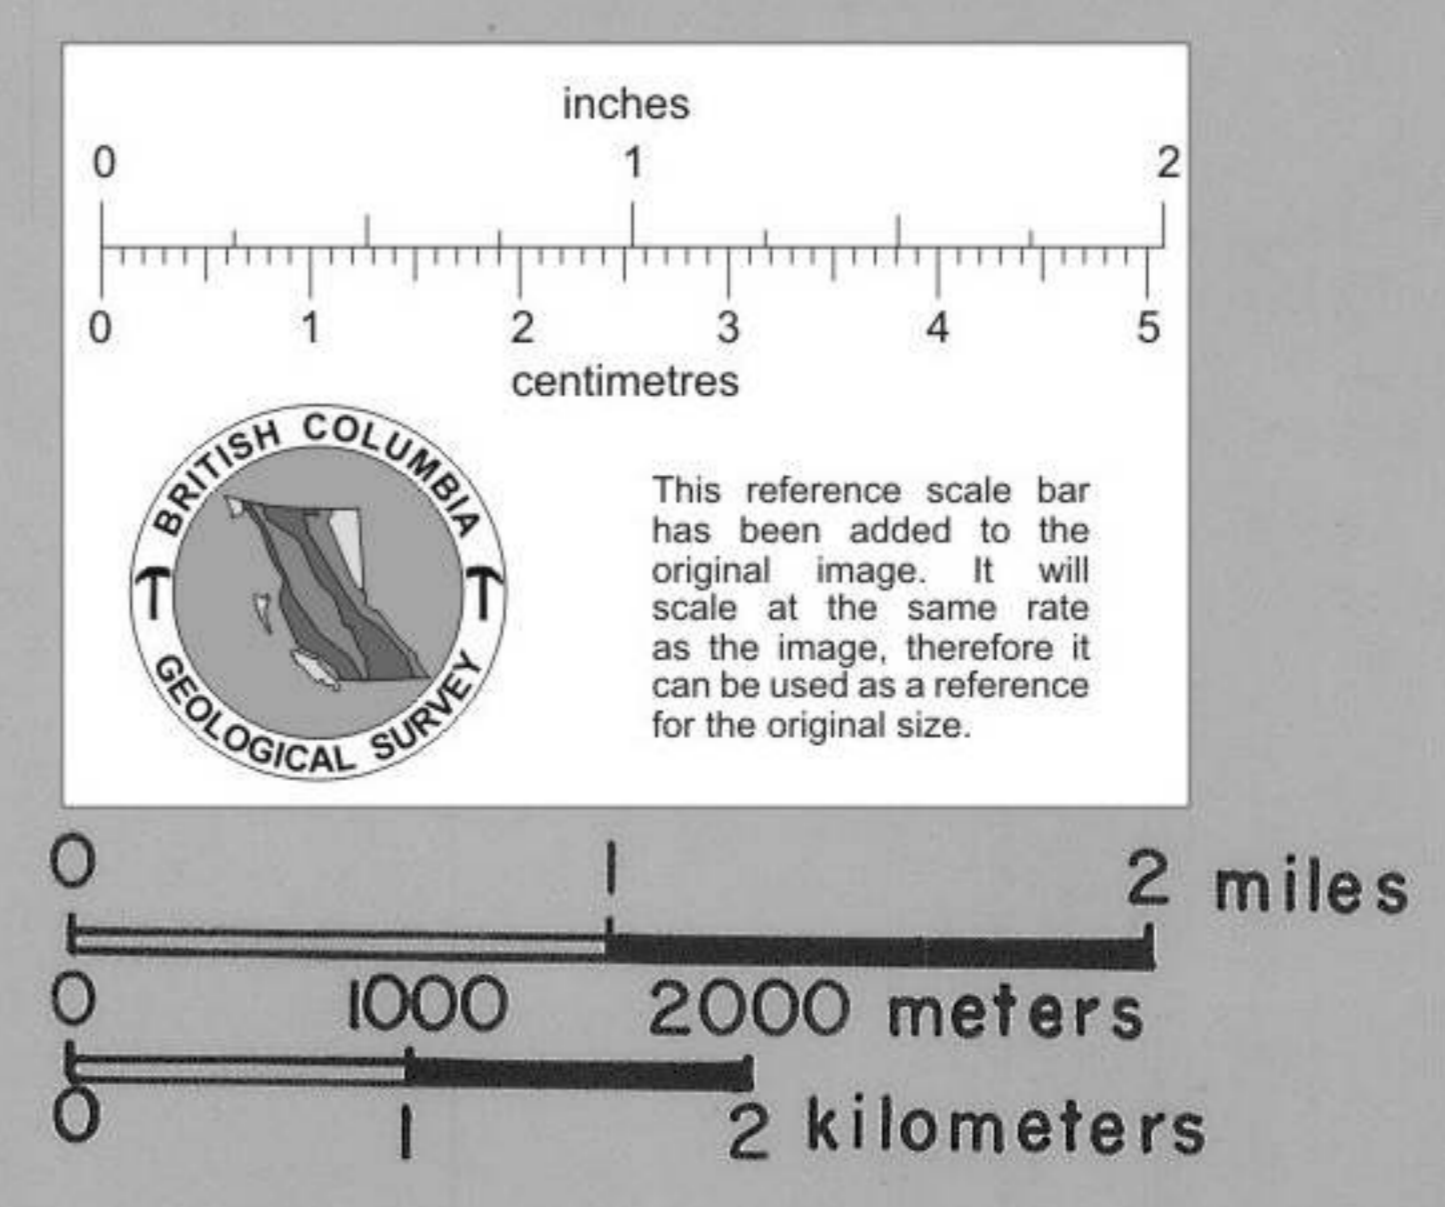 inches
0 1 2
0 1 2 3 4 5
centimetres
BRITISH COLUMBIA
GEOLOGICAL SURVEY
This reference scale bar
has been added to the
original image. It will
scale at the same rate
as the image, therefore it
can be used as a reference
for the original size.
0 1 2 miles
0 1000 2000 meters
0 1 2 kilometers